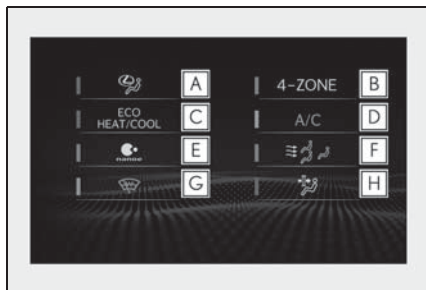 A
4-ZONE B
ECO
HEAT/COOL C
A/C D
nanoe E
F
G
H